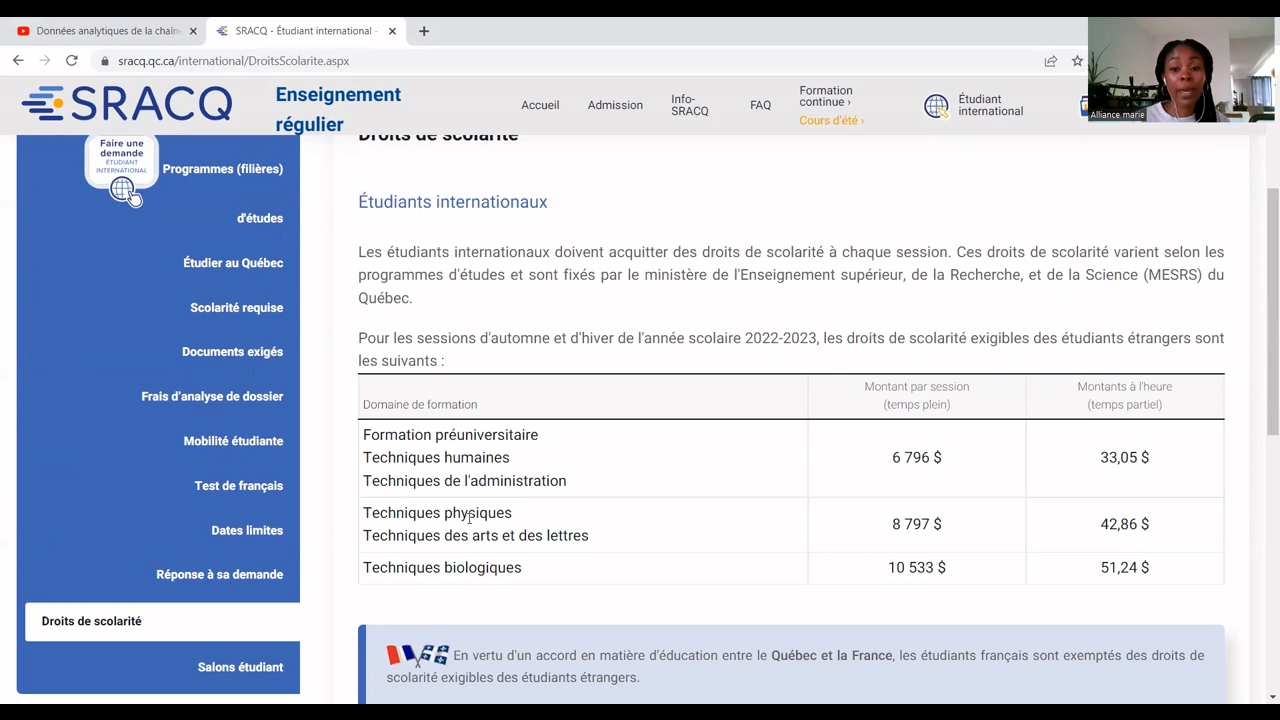 Données analytiques de la chaîn
SRACQ - Étudiant international -
sracq.qc.ca/international/DroitsScolarite.aspx
Alliance marie
SRACQ
Enseignement
régulier
Accueil
Admission
Info-
SRACQ
FAQ
Formation
continue ›
Cours d'été ›
Étudiant
international
Faire une
demande
ÉTUDIANT
INTERNATIONAL
Programmes (filières)
d'études
Étudier au Québec
Scolarité requise
Documents exigés
Frais d'analyse de dossier
Mobilité étudiante
Test de français
Dates limites
Réponse à sa demande
Droits de scolarité
Salons étudiant
Droits de scolarité
Étudiants internationaux
Les étudiants internationaux doivent acquitter des droits de scolarité à chaque session. Ces droits de scolarité varient selon les
programmes d'études et sont fixés par le ministère de l'Enseignement supérieur, de la Recherche, et de la Science (MESRS) du
Québec.
Pour les sessions d'automne et d'hiver de l'année scolaire 2022-2023, les droits de scolarité exigibles des étudiants étrangers sont
les suivants :
Domaine de formation
Montant par session
(temps plein)
Montants à l'heure
(temps partiel)
Formation préuniversitaire
Techniques humaines
Techniques de l'administration
6 796 $
33,05 $
Techniques physiques
Techniques des arts et des lettres
8 797 $
42,86 $
Techniques biologiques
10 533 $
51,24 $
En vertu d'un accord en matière d'éducation entre le Québec et la France, les étudiants français sont exemptés des droits de
scolarité exigibles des étudiants étrangers.